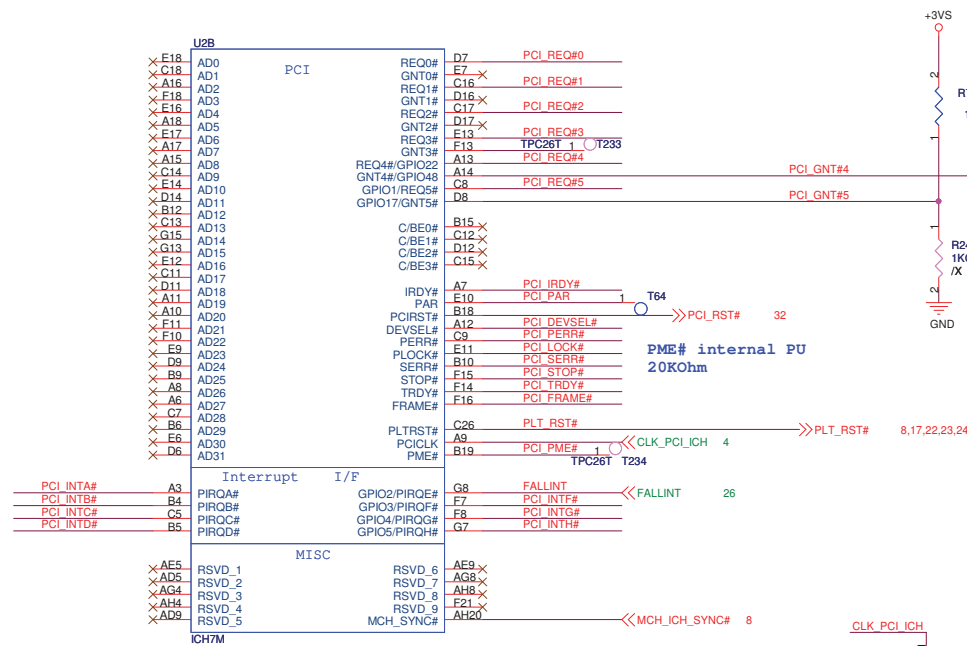 +3VS
U2B
PCI
E18 AD0 REQ0# D7 PCI_REQ#0
C18 AD1 GNT0# E7
A16 AD2 REQ1# C16 PCI_REQ#1
F18 AD3 GNT1# D16
E16 AD4 REQ2# C17 PCI_REQ#2
A18 AD5 GNT2# D17
E17 AD6 REQ3# E13 PCI_REQ#3
A17 AD7 GNT3# F13 TPC26T 1 T233
A15 AD8 REQ4#/GPIO22 A13 PCI_REQ#4
C14 AD9 GNT4#/GPIO48 A14 PCI_GNT#4
E14 AD10 GPIO1/REQ5# C8 PCI_REQ#5
D14 AD11 GPIO17/GNT5# D8 PCI_GNT#5
B12 AD12
C13 AD13 C/BE0# B15
G15 AD14 C/BE1# C12
G13 AD15 C/BE2# D12
E12 AD16 C/BE3# C15
C11 AD17
D11 AD18 IRDY# A7 PCI_IRDY#
A11 AD19 PAR E10 PCI_PAR 1 T64
A10 AD20 PCIRST# B18 PCI_RST# 32
F11 AD21 DEVSEL# A12 PCI_DEVSEL#
F10 AD22 PERR# C9 PCI_PERR#
E9 AD23 PLOCK# E11 PCI_LOCK#
D9 AD24 SERR# B10 PCI_SERR#
B9 AD25 STOP# F15 PCI_STOP#
A8 AD26 TRDY# F14 PCI_TRDY#
A6 AD27 FRAME# F16 PCI_FRAME#
C7 AD28
B6 AD29 PLTRST# C26 PLT_RST# PLT_RST# 8,17,22,23,24
E6 AD30 PCICLK A9 CLK_PCI_ICH 4
D6 AD31 PME# B19 PCI_PME# 1
TPC26T T234
PME# internal PU
20KOhm
2
1
1
2
1K
/X
GND
Interrupt I/F
PCI_INTA# A3 PIRQA# GPIO2/PIRQE# G8 FALLINT FALLINT 26
PCI_INTB# B4 PIRQB# GPIO3/PIRQF# F7 PCI_INTF#
PCI_INTC# C5 PIRQC# GPIO4/PIRQG# F8 PCI_INTG#
PCI_INTD# B5 PIRQD# GPIO5/PIRQH# G7 PCI_INTH#
MISC
AE5 RSVD_1 RSVD_6 AE9
AD5 RSVD_2 RSVD_7 AG8
AG4 RSVD_3 RSVD_8 AH8
AH4 RSVD_4 RSVD_9 F21
AD9 RSVD_5 MCH_SYNC# AH20 MCH_ICH_SYNC# 8
ICH7M
CLK_PCI_ICH